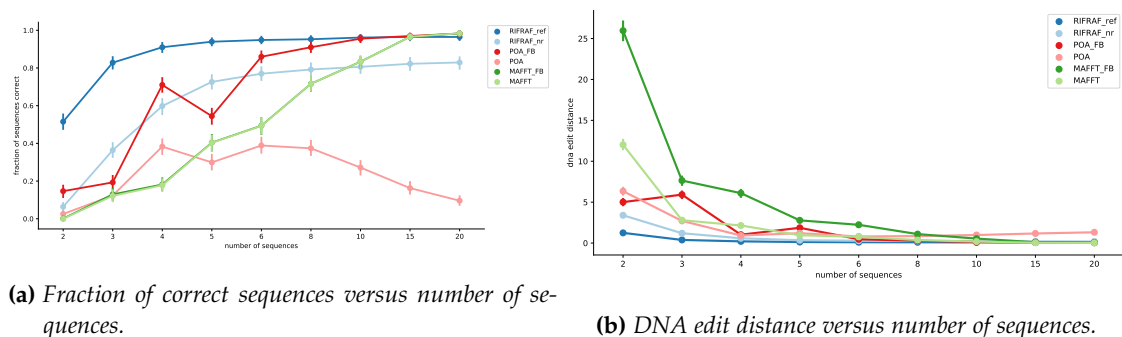 1.0
0.8
0.6
0.4
0.2
0.0
fraction of sequences correct
2 3 4 5 6 8 10 15 20
number of sequences
RIFRAF_ref
RIFRAF_nr
POA_FB
POA
MAFFT_FB
MAFFT
(a) Fraction of correct sequences versus number of se-
quences.
25
20
15
10
5
0
dna edit distance
2 3 4 5 6 8 10 15 20
number of sequences
RIFRAF_ref
RIFRAF_nr
POA_FB
POA
MAFFT_FB
MAFFT
(b) DNA edit distance versus number of sequences.